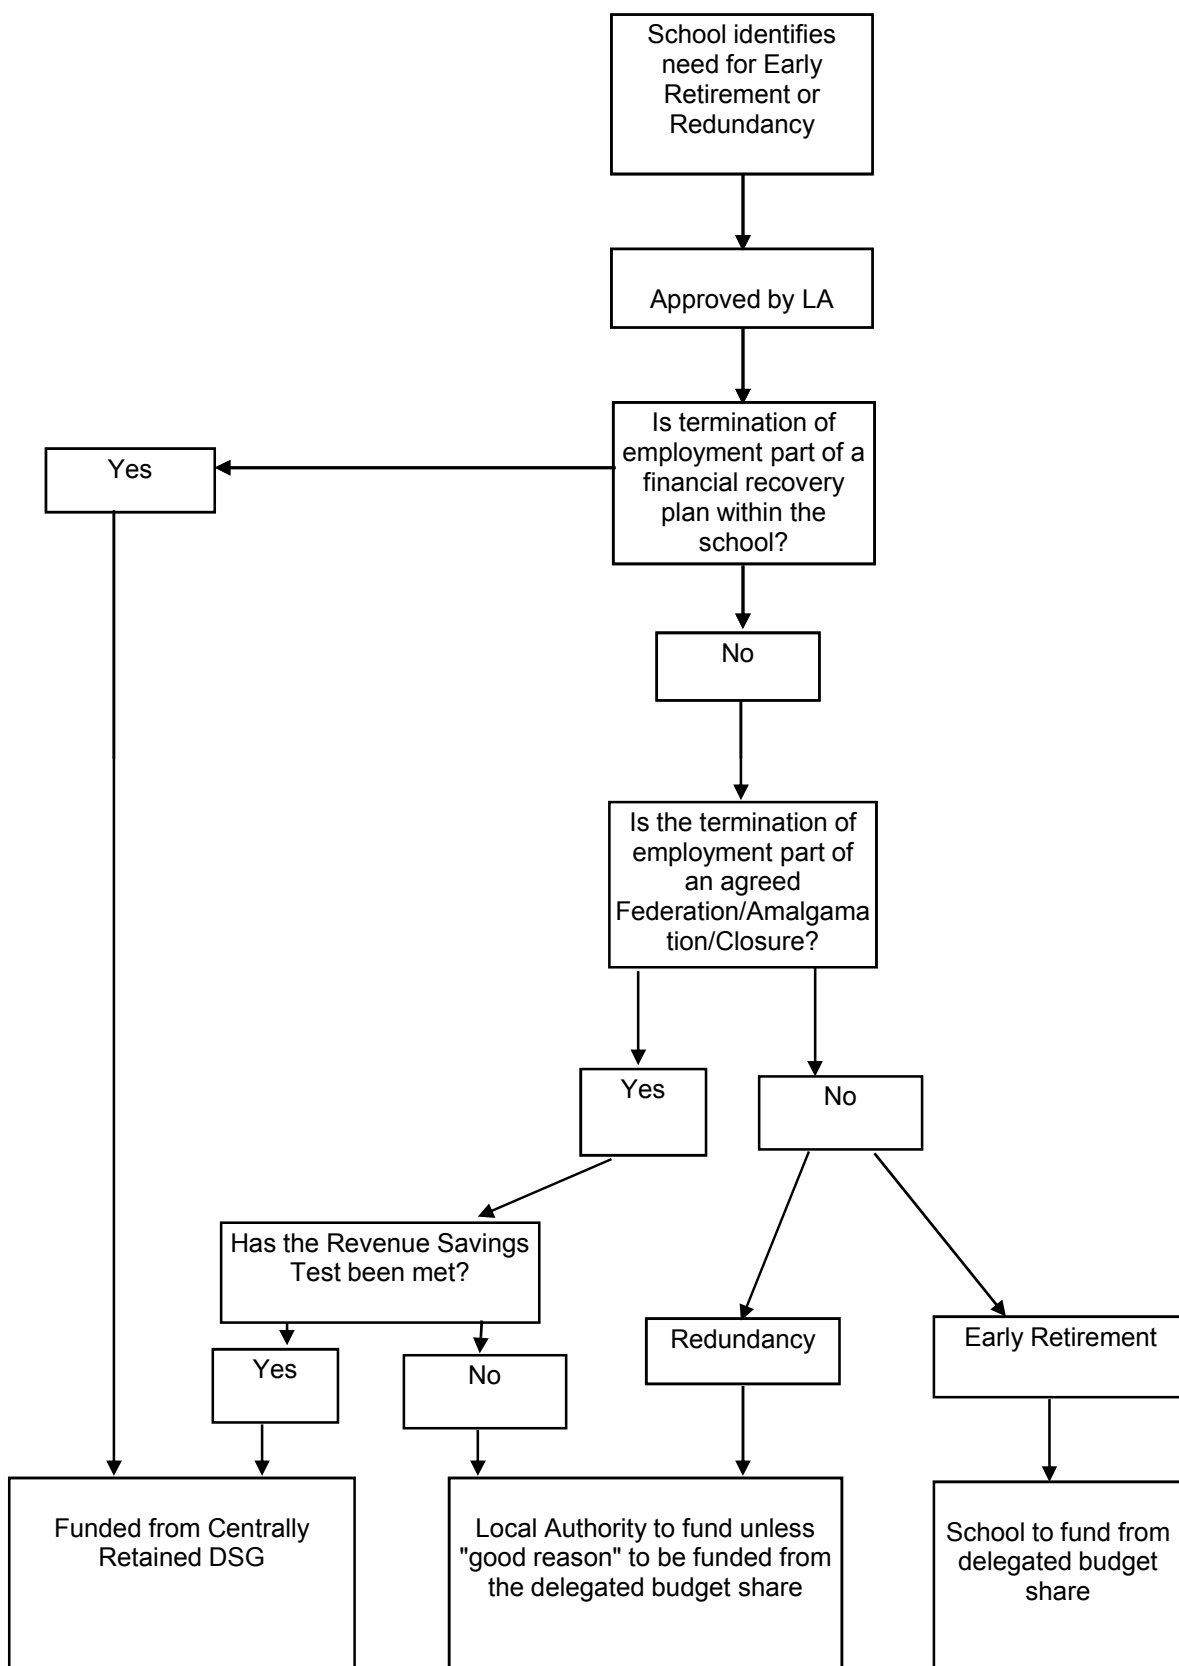 School identifies
need for Early
Retirement or
Redundancy
Approved by LA
Is termination of
employment part of a
financial recovery
plan within the
school?
Yes
No
Is the termination of
employment part of
an agreed
Federation/Amalgama
tion/Closure?
Yes
No
Has the Revenue Savings
Test been met?
Redundancy
Early Retirement
Yes
No
Funded from Centrally
Retained DSG
Local Authority to fund unless
"good reason" to be funded from
the delegated budget share
School to fund from
delegated budget
share